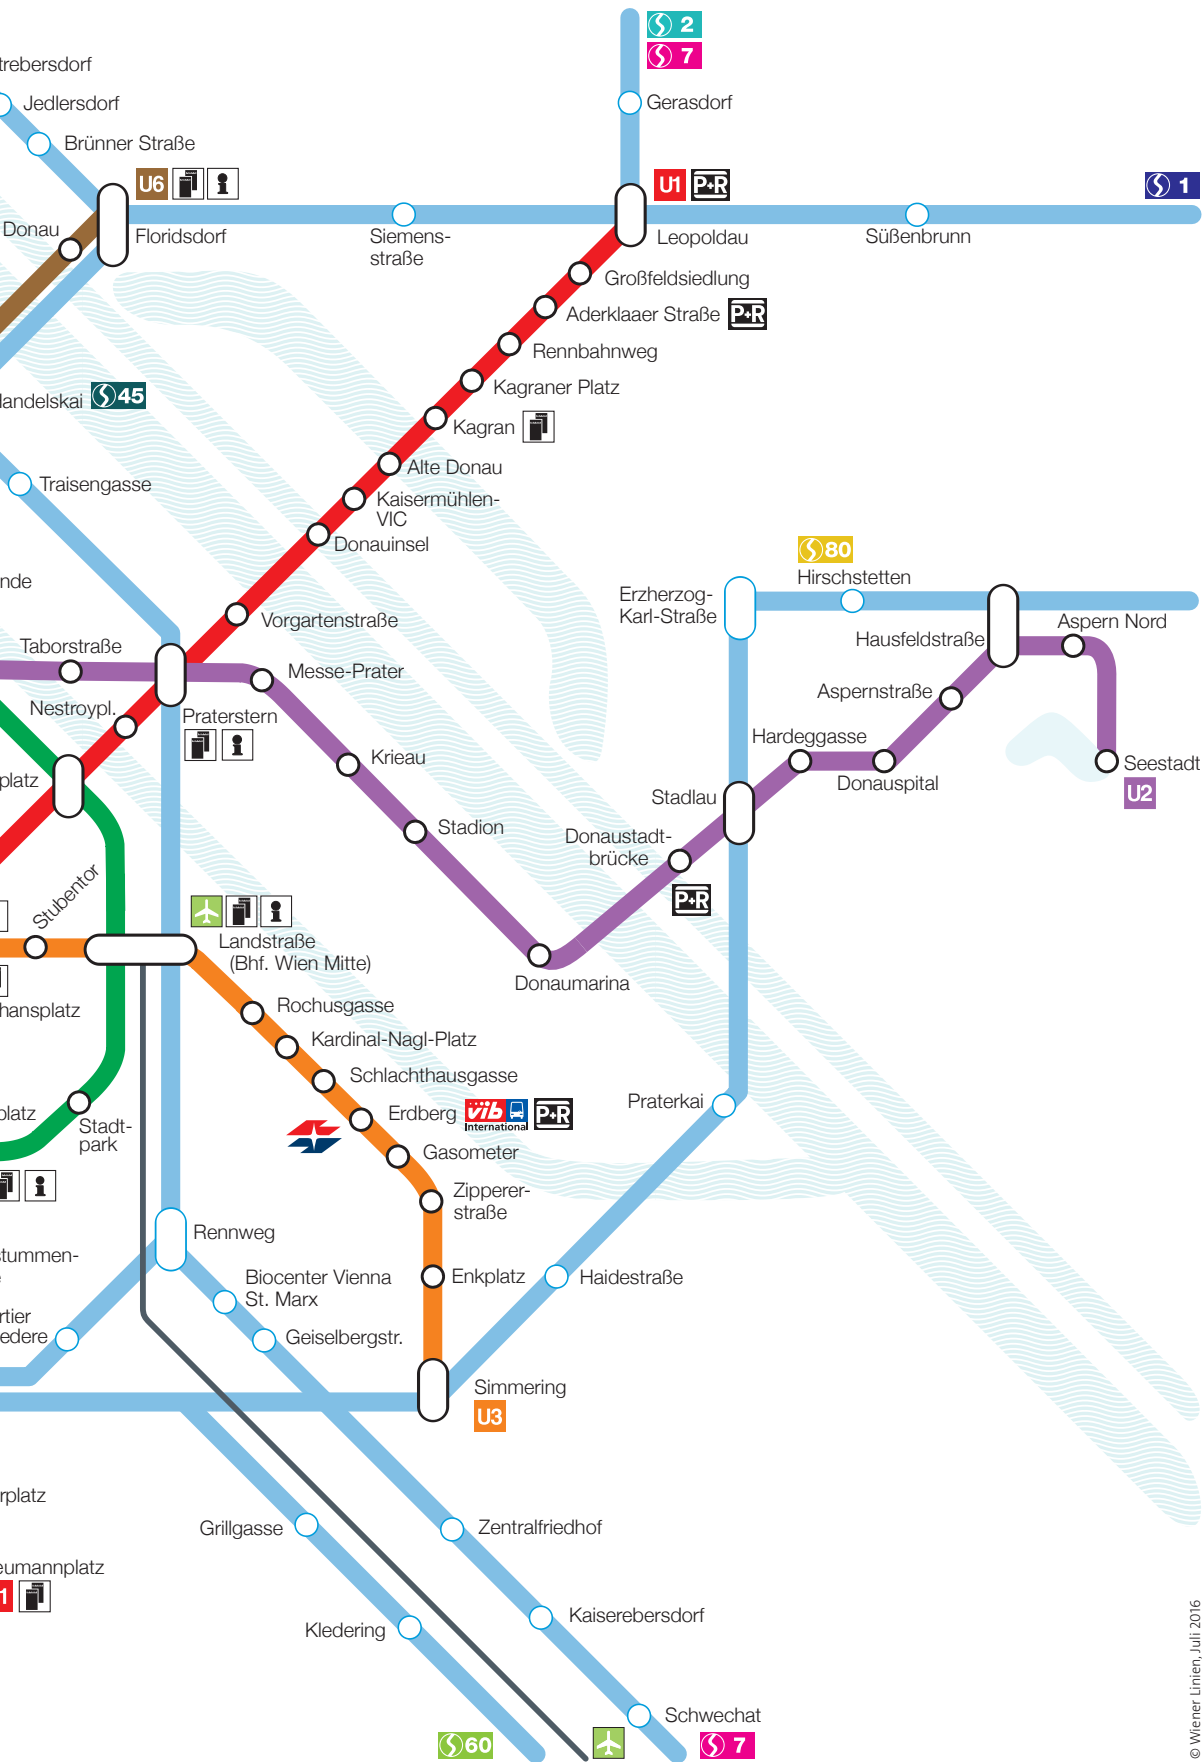 2
7
trebersdorf
Jedlersdorf
Gerasdorf
Brünner Straße
U6
U1
P+R
1
Donau
Floridsdorf
Siemens-
straße
Leopoldau
Süßenbrunn
Großfeldsiedlung
Aderklaaer Straße
P+R
Rennbahnweg
Kagraner Platz
landelskai
45
Kagran
Alte Donau
Traisengasse
Kaisermühlen-
VIC
Donauinsel
80
Hirschstetten
nde
Erzherzog-
Karl-Straße
Vorgartenstraße
Aspern Nord
Hausfeldstraße
Taborstraße
Messe-Prater
Aspernstraße
Nestroypl.
Praterstern
Hardeggasse
Krieau
Seestadt
U2
platz
Donauspital
Stadlau
Stadion
Donaustadt-
brücke
P+R
Stubentor
Landstraße
(Bhf. Wien Mitte)
Donaumarina
hansplatz
Rochusgasse
Kardinal-Nagl-Platz
Schlachthausgasse
Praterkai
platz
Stadt-
park
Erdberg
vib
International
P+R
Gasometer
Zipperer-
straße
Rennweg
stummen-
Biocenter Vienna
St. Marx
Enkplatz
Haidestraße
rtier
edere
Geiselbergstr.
Simmering
U3
rplatz
Grillgasse
Zentralfriedhof
eumannplatz
1
Kledering
Kaiserebersdorf
Schwechat
60
7
© Wiener Linien, Juli 2016